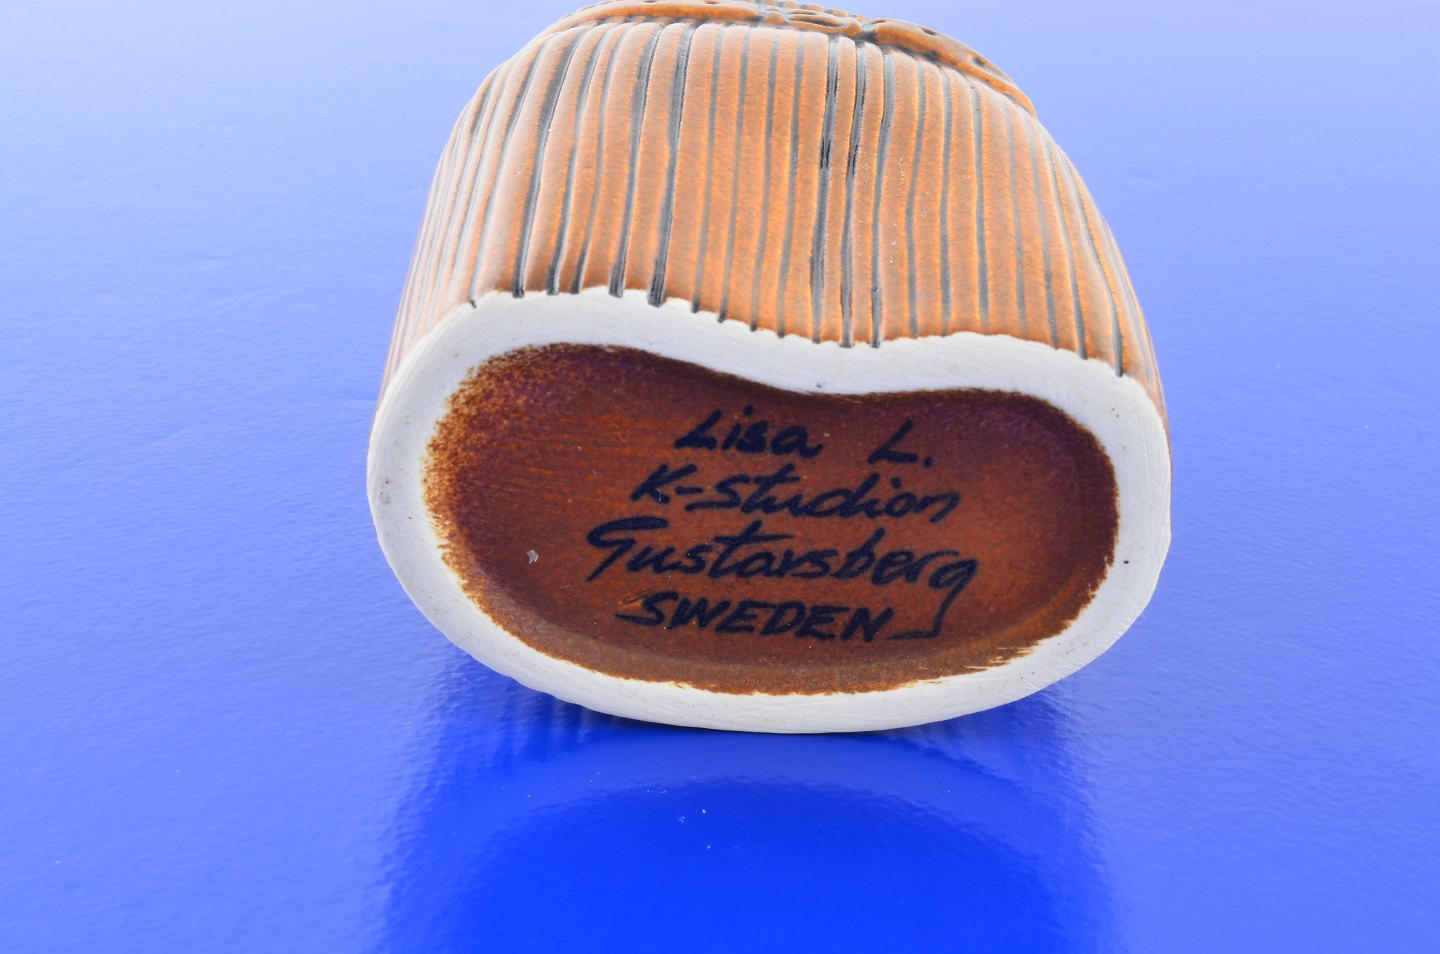 Lisa L.
K-Studion
Gustavsberg
SWEDEN